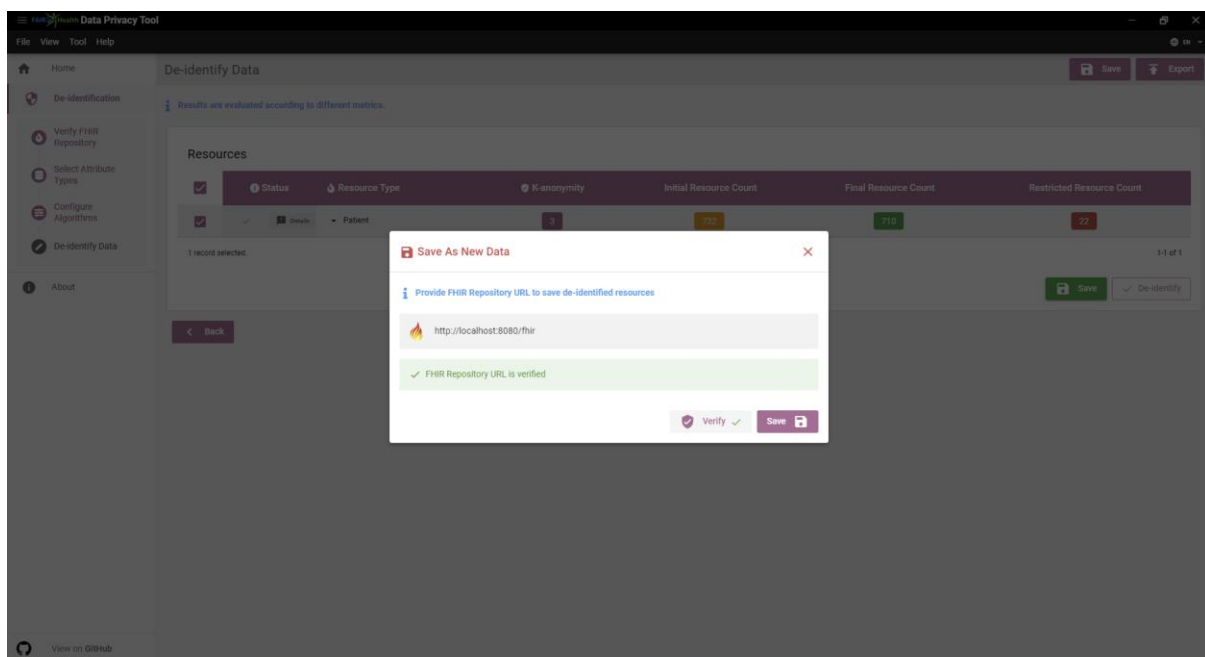 FAIR4Health Data Privacy Tool
File View Tool Help
EN
Home
De-identification
Verify FHIR
Repository
Select Attribute
Types
Configure
Algorithms
De-identify Data
About
View on GitHub
De-identify Data
Save
Export
Results are evaluated according to different metrics.
Resources
Status Resource Type K-anonymity Initial Resource Count Final Resource Count Restricted Resource Count
Details Patient 3 732 710 22
1 record selected.
1-1 of 1
Save
De-identify
Back
Save As New Data
Provide FHIR Repository URL to save de-identified resources
http://localhost:8080/fhir
FHIR Repository URL is verified
Verify
Save